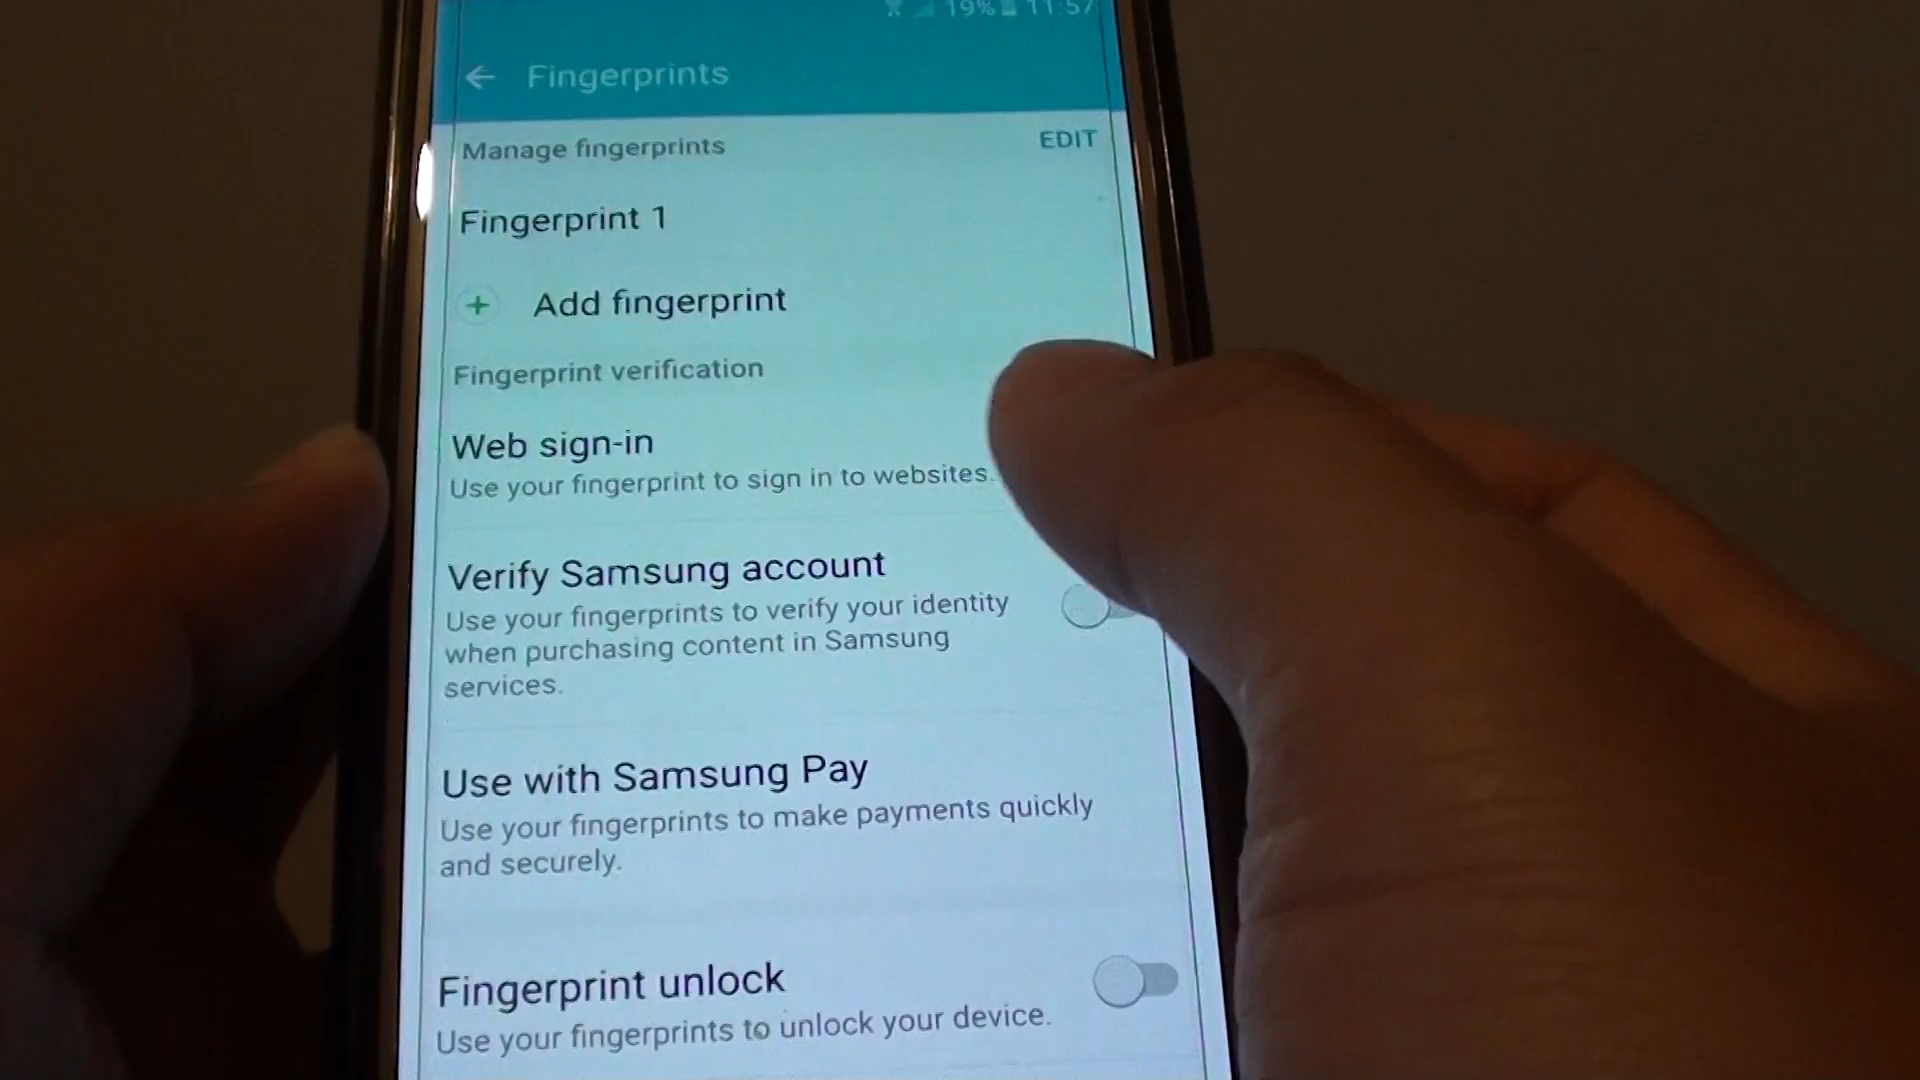 19% 11:57
Fingerprints
Manage fingerprints EDIT
Fingerprint 1
+ Add fingerprint
Fingerprint verification
Web sign-in
Use your fingerprint to sign in to websites.
Verify Samsung account
Use your fingerprints to verify your identity
when purchasing content in Samsung
services.
Use with Samsung Pay
Use your fingerprints to make payments quickly
and securely.
Fingerprint unlock
Use your fingerprints to unlock your device.